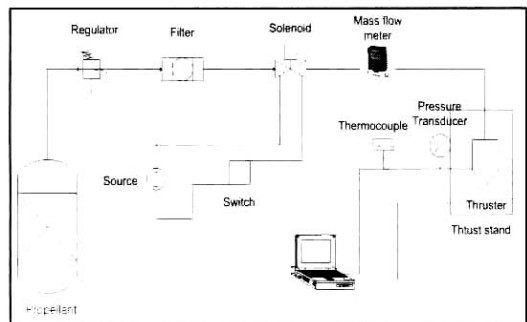 Regulator
Filter
Solenoid
Mass flow
meter
Pressure
Transducer
Thermocouple
Source
Switch
Thruster
Thtust stand
Propellant